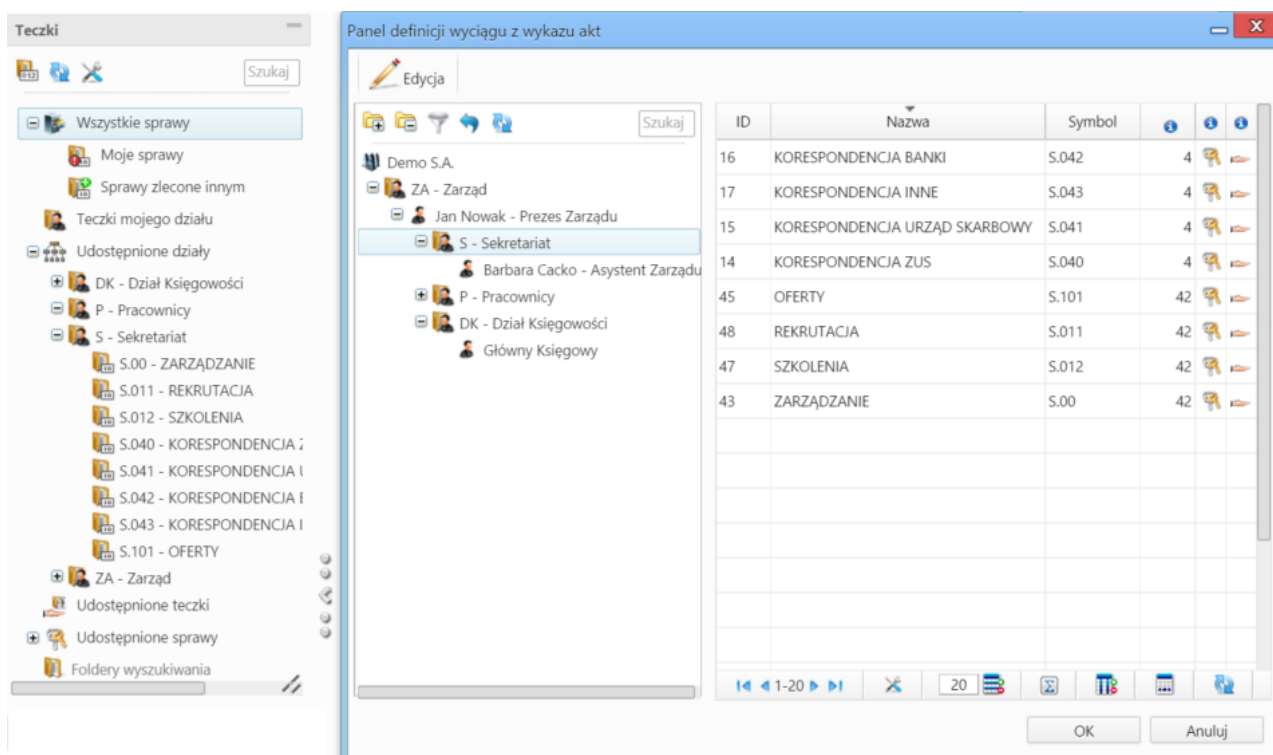 Teczki
Szukaj
Wszystkie sprawy
Moje sprawy
Sprawy zlecone innym
Teczki mojego działu
Udostępnione działy
DK - Dział Księgowości
P - Pracownicy
S - Sekretariat
S.00 - ZARZĄDZANIE
S.011 - REKRUTACJA
S.012 - SZKOLENIA
S.040 - KORESPONDENCJA
S.041 - KORESPONDENCJA
S.042 - KORESPONDENCJA
S.043 - KORESPONDENCJA
S.101 - OFERTY
ZA - Zarząd
Udostępnione teczki
Udostępnione sprawy
Foldery wyszukiwania
Panel definicji wyciągu z wykazu akt
Edycja
Szukaj
Demo S.A.
ZA - Zarząd
Jan Nowak - Prezes Zarządu
S - Sekretariat
Barbara Cacko - Asystent Zarządu
P - Pracownicy
DK - Dział Księgowości
Główny Księgowy
ID Nazwa Symbol
16 KORESPONDENCJA BANKI S.042 4
17 KORESPONDENCJA INNE S.043 4
15 KORESPONDENCJA URZĄD SKARBOWY S.041 4
14 KORESPONDENCJA ZUS S.040 4
45 OFERTY S.101 42
48 REKRUTACJA S.011 42
47 SZKOLENIA S.012 42
43 ZARZĄDZANIE S.00 42
1-20 20
OK Anuluj